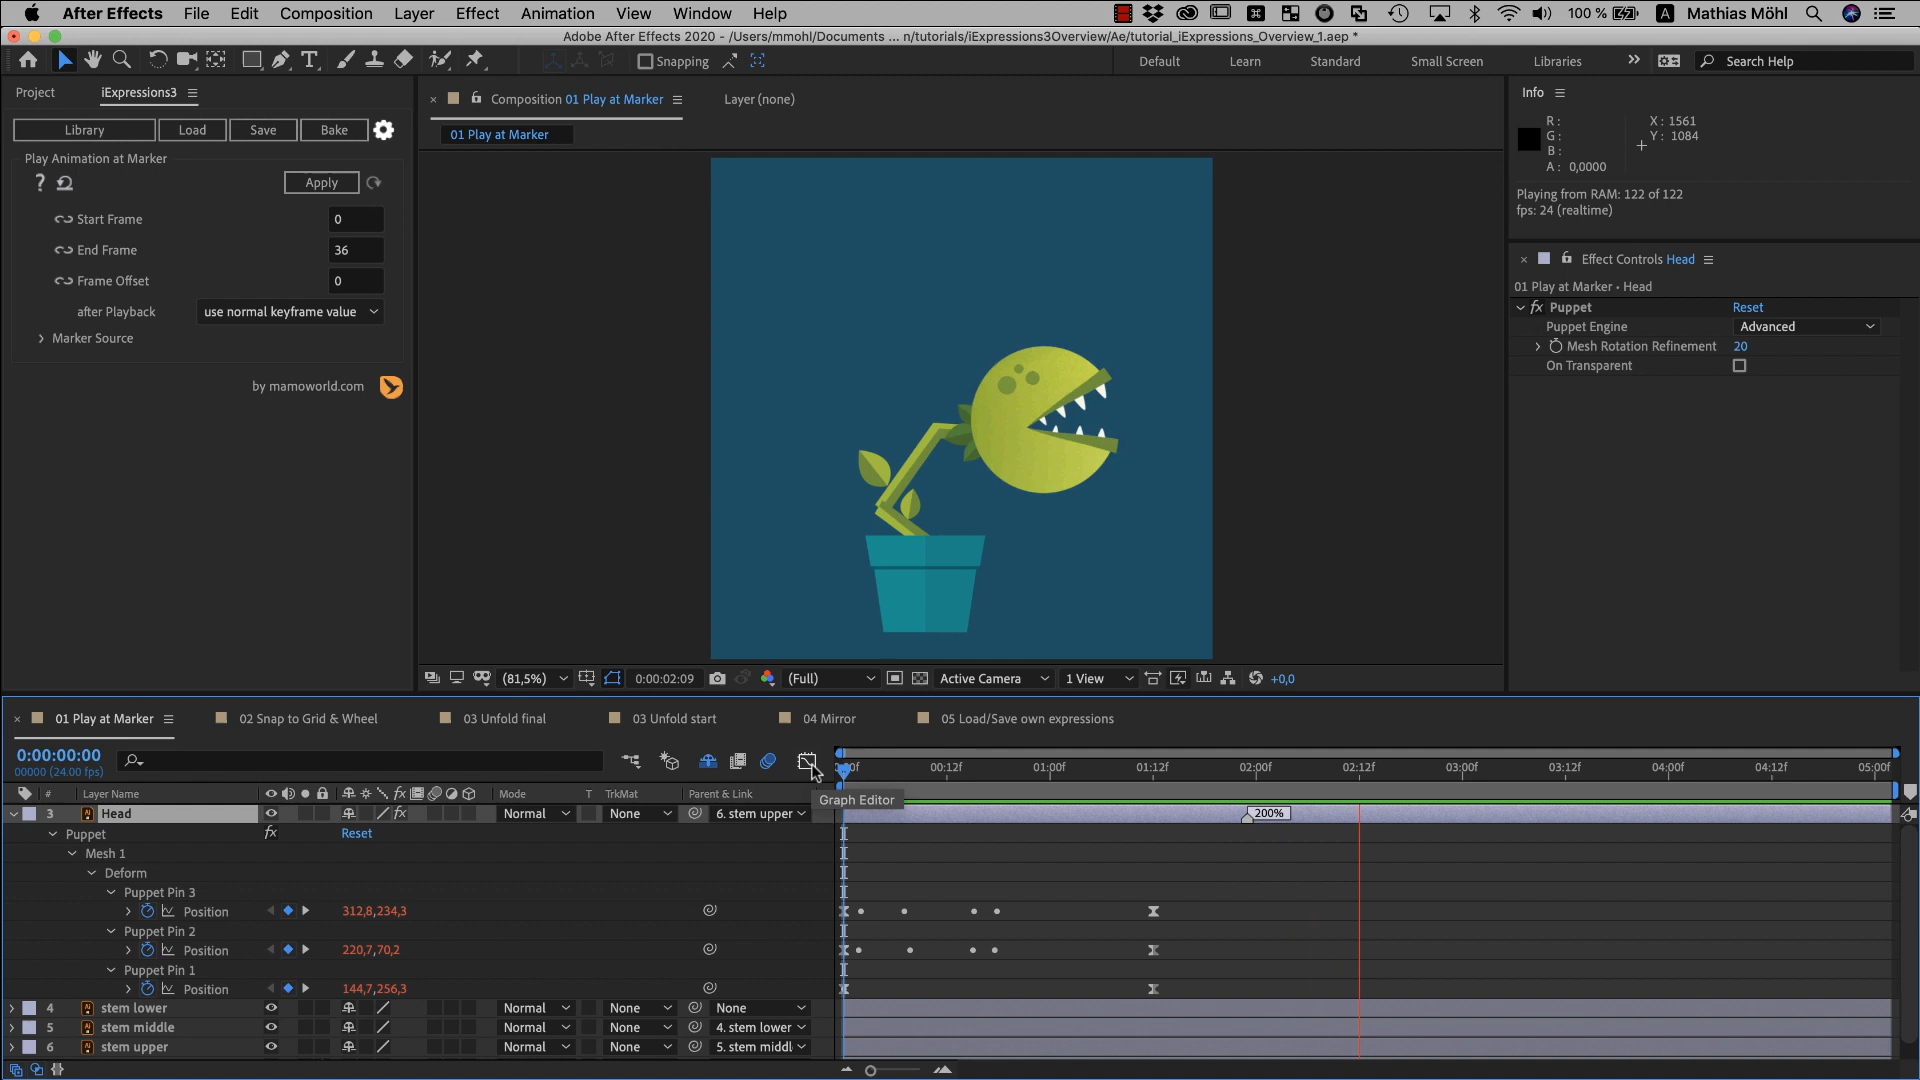 After Effects File Edit Composition Layer Effect Animation View Window Help 100 % Mathias Möhl
Adobe After Effects 2020 - /Users/mmohl/Documents ... n/tutorials/iExpressions3Overview/Ae/tutorial_iExpressions_Overview_1.aep *
Snapping Default Learn Standard Small Screen Libraries Search Help
Project iExpressions3
Composition 01 Play at Marker Layer (none)
Library Load Save Bake
01 Play at Marker
Play Animation at Marker
? Apply
Start Frame 0
End Frame 36
Frame Offset 0
after Playback use normal keyframe value
Marker Source
by mamoworld.com
Info
R : X : 1561
G : Y : 1084
B :
A : 0,0000
Playing from RAM: 122 of 122
fps: 24 (realtime)
Effect Controls Head
01 Play at Marker • Head
fx Puppet Reset
Puppet Engine Advanced
Mesh Rotation Refinement 20
On Transparent
(81,5%) 0:00:02:09 (Full) Active Camera 1 View +0,0
01 Play at Marker 02 Snap to Grid & Wheel 03 Unfold final 03 Unfold start 04 Mirror 05 Load/Save own expressions
0:00:00:00
00000 (24.00 fps)
00f 00:12f 01:00f 01:12f 02:00f 02:12f 03:00f 03:12f 04:00f 04:12f 05:00f
# Layer Name fx Mode T TrkMat Parent & Link
Graph Editor
3 Head fx Normal None 6. stem upper 200%
Puppet fx Reset
Mesh 1
Deform
Puppet Pin 3
Position 312,8,234,3
Puppet Pin 2
Position 220,7,70,2
Puppet Pin 1
Position 144,7,256,3
4 stem lower Normal None None
5 stem middle Normal None 4. stem lower
6 stem upper Normal None 5. stem middl